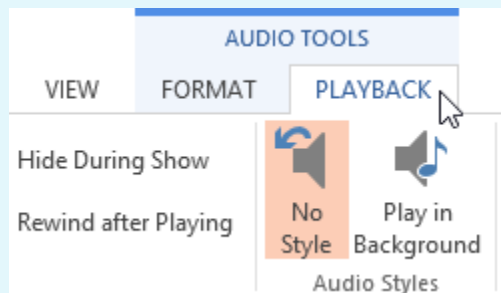 AUDIO TOOLS
VIEW FORMAT PLAYBACK
Hide During Show
Rewind after Playing
No
Style
Play in
Background
Audio Styles